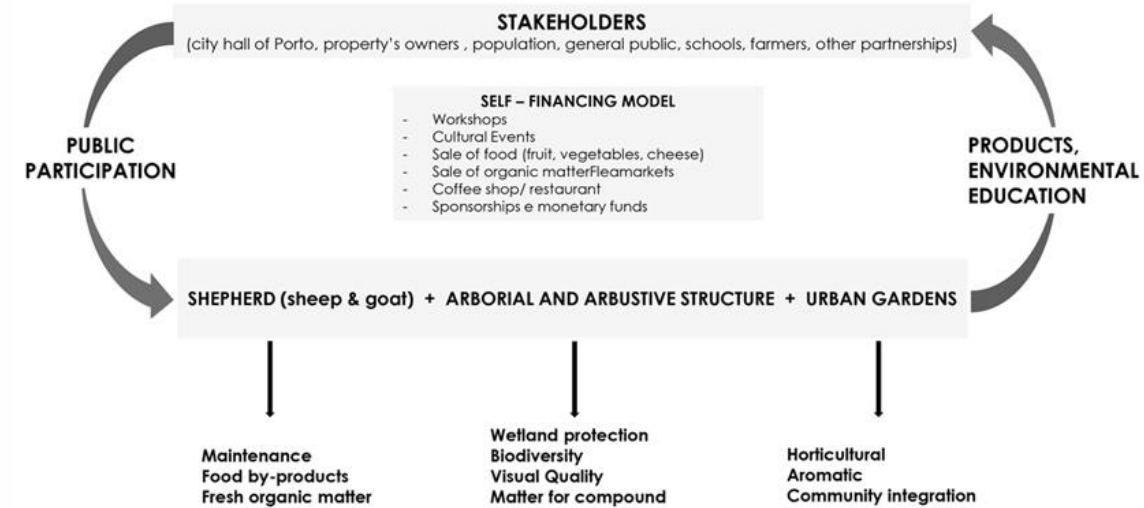 STAKEHOLDERS
(city hall of Porto, property's owners , population, general public, schools, farmers, other partnerships)
SELF – FINANCING MODEL
- Workshops
- Cultural Events
- Sale of food (fruit, vegetables, cheese)
- Sale of organic matterFleamarkets
- Coffee shop/ restaurant
- Sponsorships e monetary funds
PUBLIC
PARTICIPATION
PRODUCTS,
ENVIRONMENTAL
EDUCATION
SHEPHERD (sheep & goat) + ARBORIAL AND ARBUSTIVE STRUCTURE + URBAN GARDENS
Maintenance
Food by-products
Fresh organic matter
Wetland protection
Biodiversity
Visual Quality
Matter for compound
Horticultural
Aromatic
Community integration